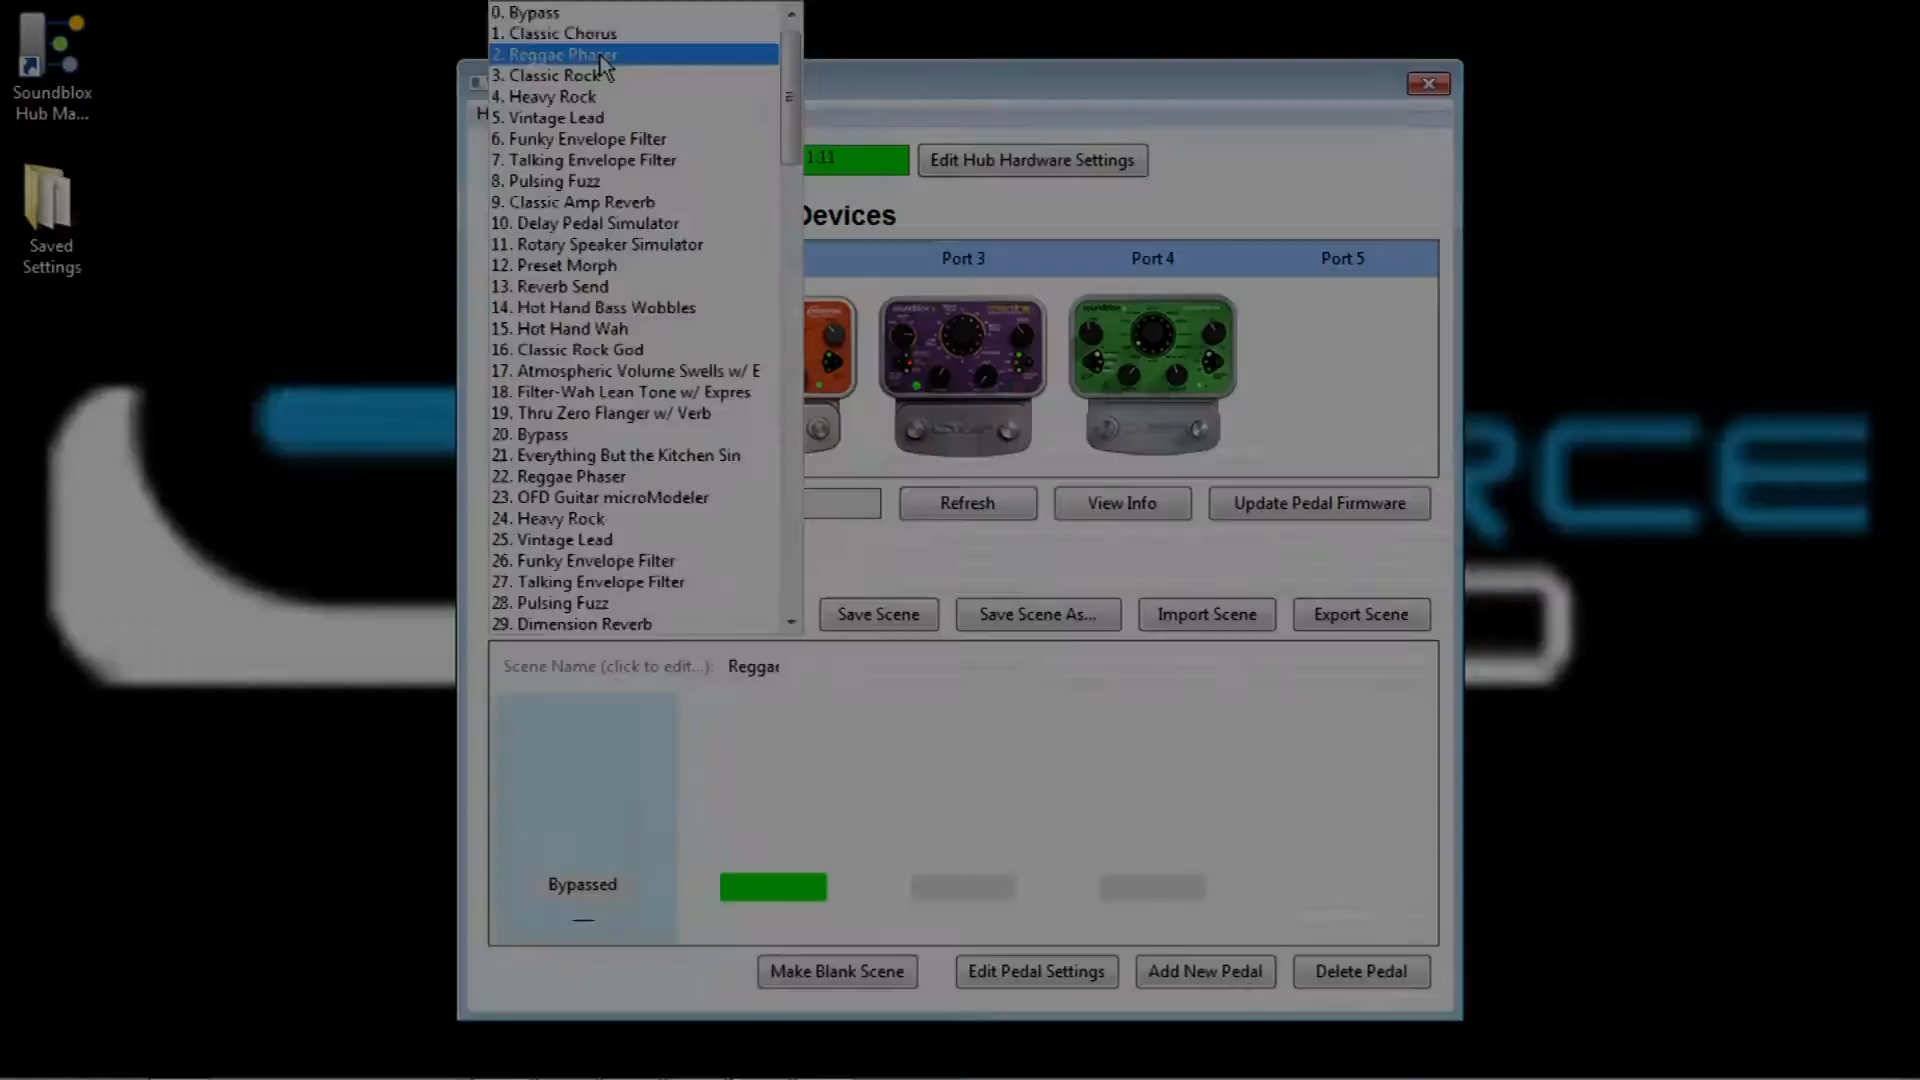 Soundblox
Hub Ma...
Saved
Settings
0. Bypass
1. Classic Chorus
2. Reggae Phaser
3. Classic Rock
4. Heavy Rock
5. Vintage Lead
6. Funky Envelope Filter
7. Talking Envelope Filter
8. Pulsing Fuzz
9. Classic Amp Reverb
10. Delay Pedal Simulator
11. Rotary Speaker Simulator
12. Preset Morph
13. Reverb Send
14. Hot Hand Bass Wobbles
15. Hot Hand Wah
16. Classic Rock God
17. Atmospheric Volume Swells w/ E
18. Filter-Wah Lean Tone w/ Expres
19. Thru Zero Flanger w/ Verb
20. Bypass
21. Everything But the Kitchen Sin
22. Reggae Phaser
23. OFD Guitar microModeler
24. Heavy Rock
25. Vintage Lead
26. Funky Envelope Filter
27. Talking Envelope Filter
28. Pulsing Fuzz
29. Dimension Reverb
H
1.11
Edit Hub Hardware Settings
Devices
Port 3
Port 4
Port 5
Refresh
View Info
Update Pedal Firmware
Save Scene
Save Scene As...
Import Scene
Export Scene
Scene Name (click to edit...): Reggae
Bypassed
Make Blank Scene
Edit Pedal Settings
Add New Pedal
Delete Pedal
RCE